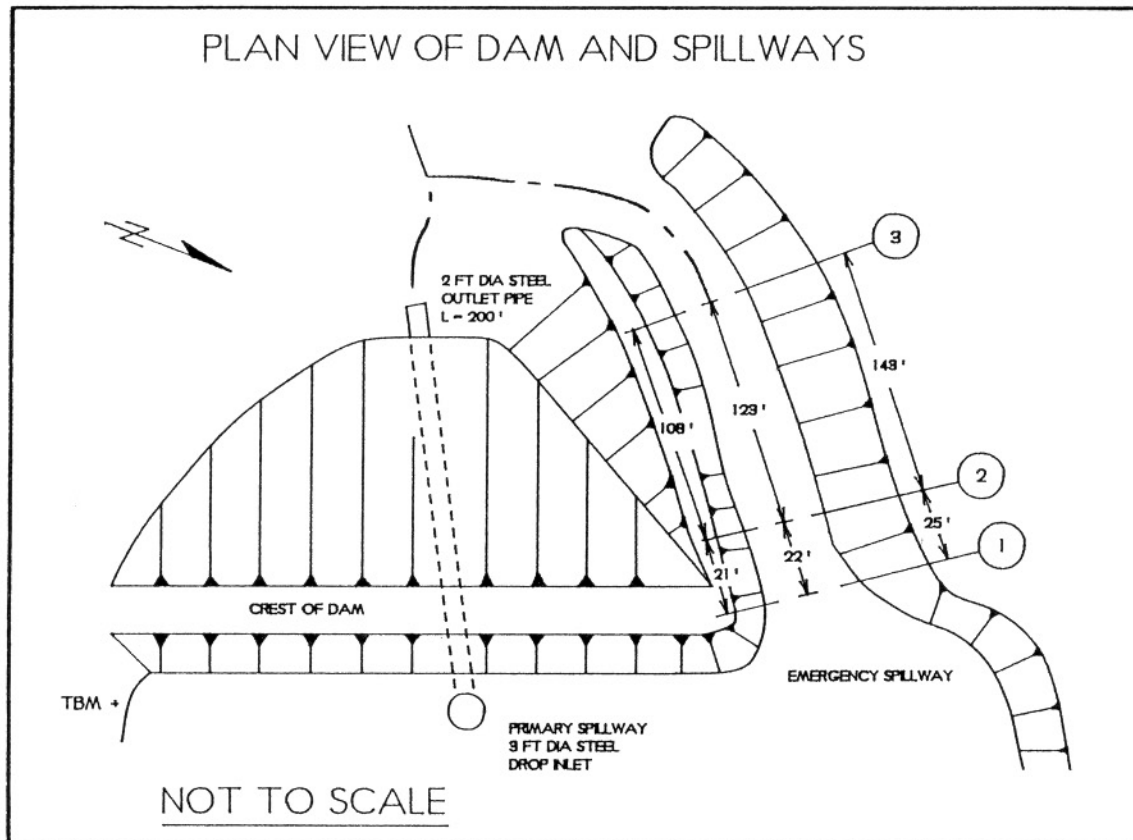 PLAN VIEW OF DAM AND SPILLWAYS
3
2 FT DIA STEEL
OUTLET PIPE
L = 200'
143'
123'
108'
2
25'
1
22'
21'
CREST OF DAM
EMERGENCY SPILLWAY
TBM +
PRIMARY SPILLWAY
3 FT DIA STEEL
DROP INLET
NOT TO SCALE